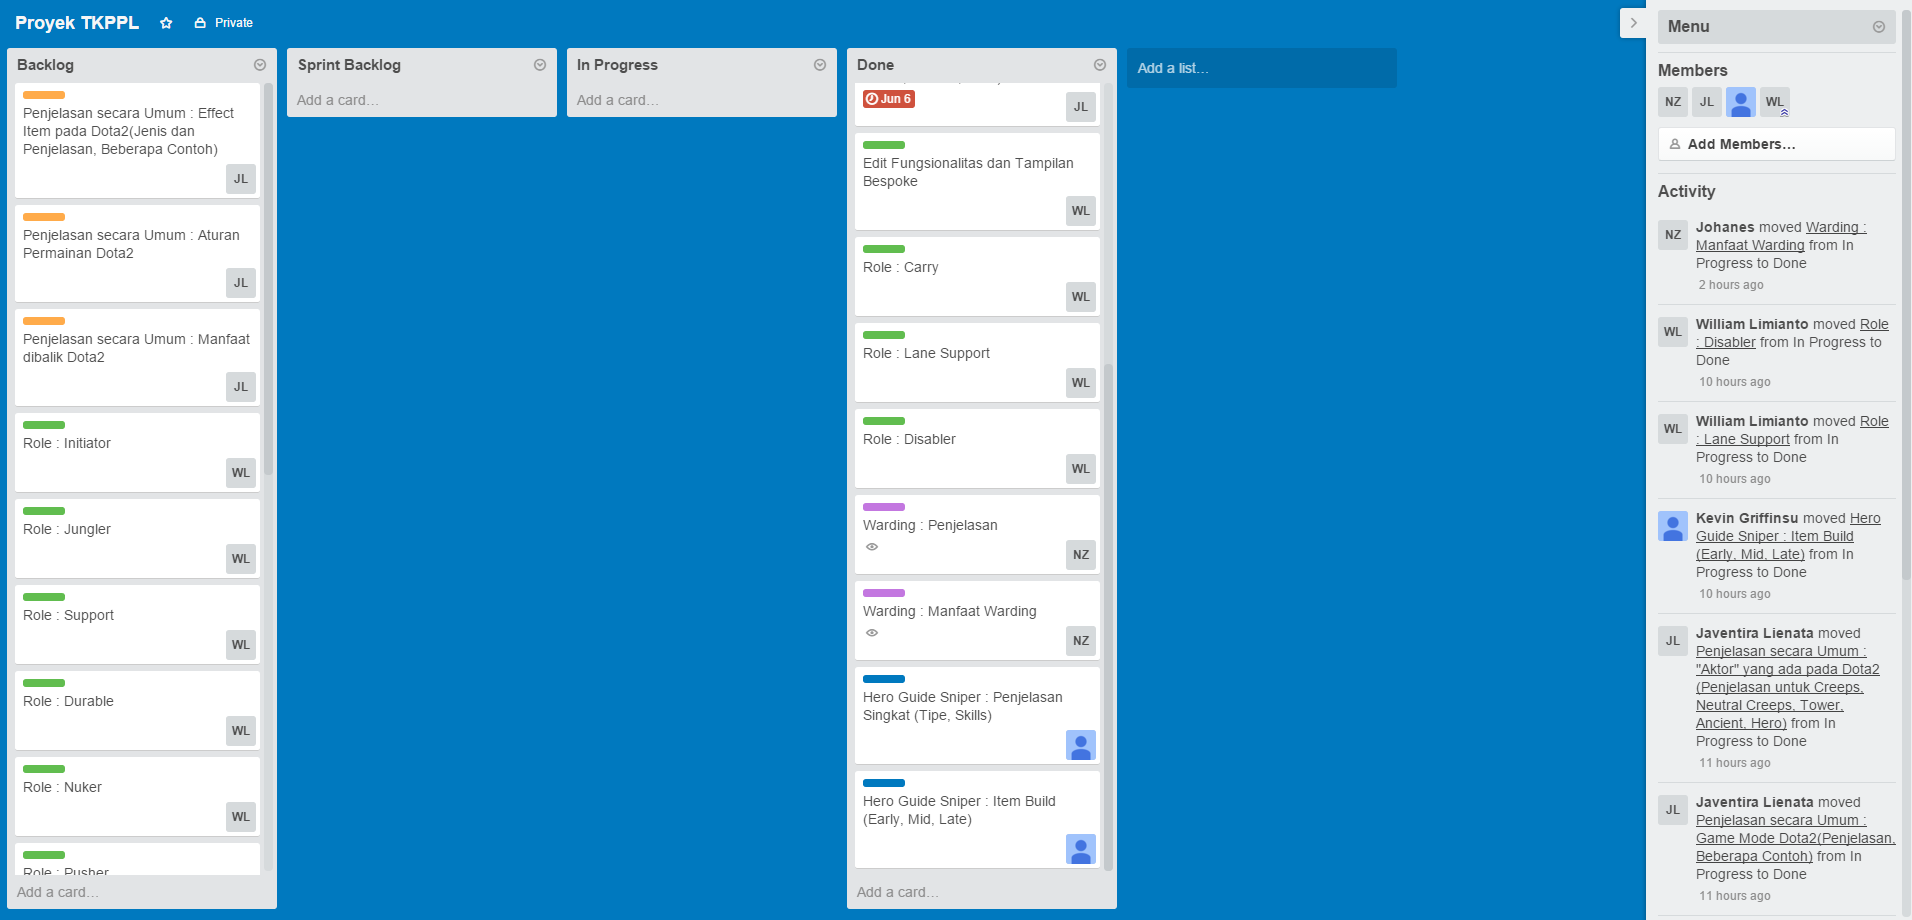 Proyek TKPPL
Private
Backlog
Penjelasan secara Umum : Effect
Item pada Dota2(Jenis dan
Penjelasan, Beberapa Contoh)
JL
Penjelasan secara Umum : Aturan
Permainan Dota2
JL
Penjelasan secara Umum : Manfaat
dibalik Dota2
JL
Role : Initiator
WL
Role : Jungler
WL
Role : Support
WL
Role : Durable
WL
Role : Nuker
WL
Role : Pusher
Add a card…
Sprint Backlog
Add a card…
In Progress
Add a card…
Done
Jun 6
JL
Edit Fungsionalitas dan Tampilan
Bespoke
WL
Role : Carry
WL
Role : Lane Support
WL
Role : Disabler
WL
Warding : Penjelasan
NZ
Warding : Manfaat Warding
NZ
Hero Guide Sniper : Penjelasan
Singkat (Tipe, Skills)
Hero Guide Sniper : Item Build
(Early, Mid, Late)
Add a card…
Add a list…
Menu
Members
NZ JL WL
Add Members…
Activity
NZ
Johanes moved Warding :
Manfaat Warding from In
Progress to Done
2 hours ago
WL
William Limianto moved Role
: Disabler from In Progress to
Done
10 hours ago
WL
William Limianto moved Role
: Lane Support from In
Progress to Done
10 hours ago
Kevin Griffinsu moved Hero
Guide Sniper : Item Build
(Early, Mid, Late) from In
Progress to Done
10 hours ago
JL
Javentira Lienata moved
Penjelasan secara Umum :
"Aktor" yang ada pada Dota2
(Penjelasan untuk Creeps,
Neutral Creeps, Tower,
Ancient, Hero) from In
Progress to Done
11 hours ago
JL
Javentira Lienata moved
Penjelasan secara Umum :
Game Mode Dota2(Penjelasan,
Beberapa Contoh) from In
Progress to Done
11 hours ago